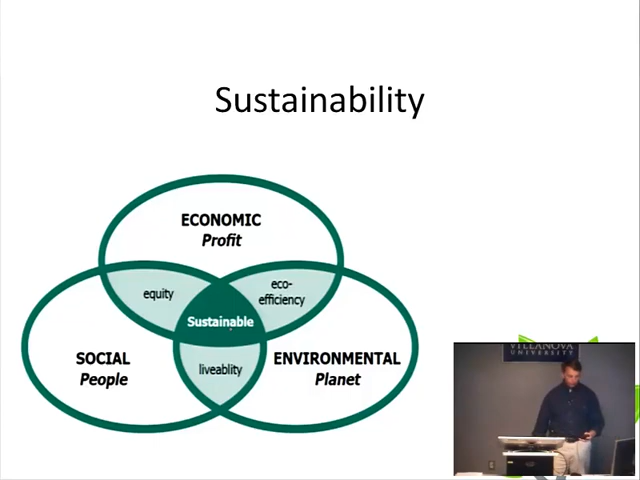 Sustainability
ECONOMIC
Profit
equity
eco-
efficiency
Sustainable
SOCIAL
People
liveablity
ENVIRONMENTAL
Planet
VILLANOVA
UNIVERSITY